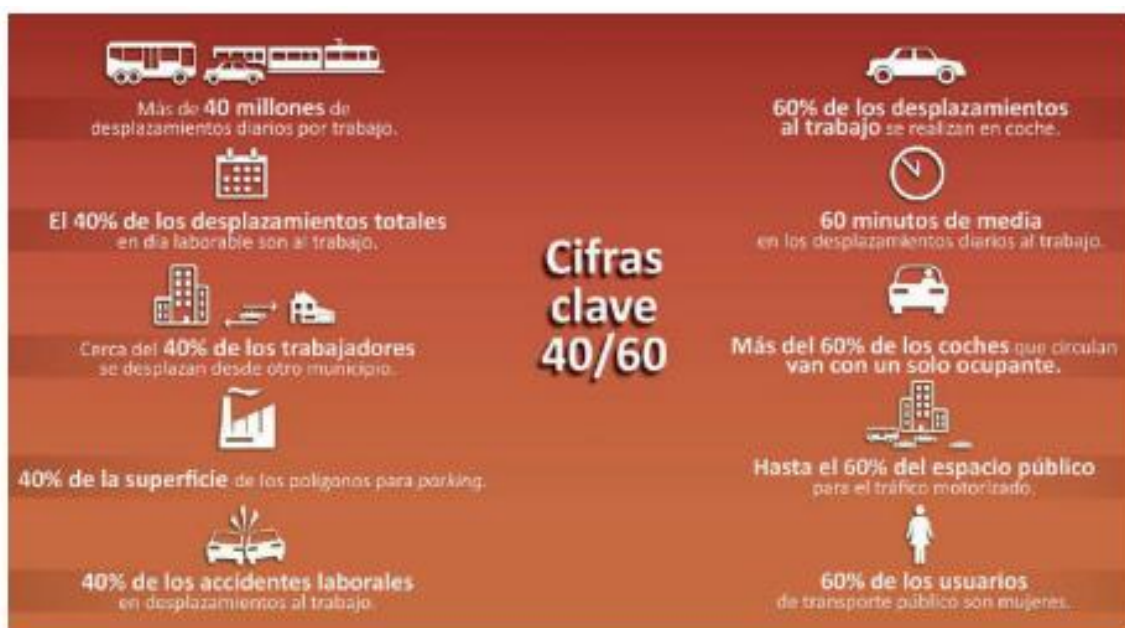 Más de 40 millones de
desplazamientos diarios por trabajo.
El 40% de los desplazamientos totales
en día laborable son al trabajo.
Cerca del 40% de los trabajadores
se desplazan desde otro municipio.
40% de la superficie de los polígonos para parking.
40% de los accidentes laborales
en desplazamientos al trabajo.
Cifras
clave
40/60
60% de los desplazamientos
al trabajo se realizan en coche.
60 minutos de media
en los desplazamientos diarios al trabajo.
Más del 60% de los coches que circulan
van con un solo ocupante.
Hasta el 60% del espacio público
para el tráfico motorizado.
60% de los usuarios
de transporte público son mujeres.